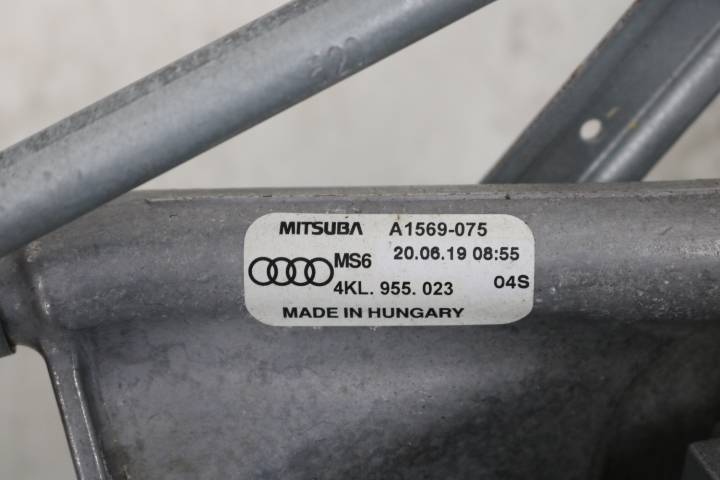 MITSUBA A1569-075
MS6 20.06.19 08:55
4KL. 955. 023 04S
MADE IN HUNGARY